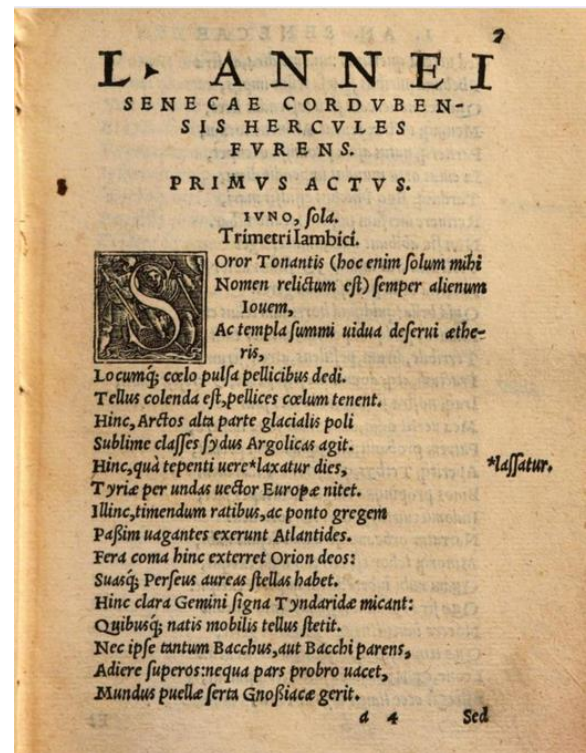 7
L▸ ANNEI
SENECAE CORDVBEN-
SIS HERCVLES
FVRENS.
PRIMVS ACTVS.
IVNO, ſola.
Trimetri Iambici.
SOror Tonantis (hoc enim ſolum mihi
Nomen relictum eſt) ſemper alienum
Iouem,
Ac templa ſummi uidua deſerui æthe-
ris,
Locumq́; cœlo pulſa pellicibus dedi.
Tellus colenda eſt, pellices cœlum tenent.
Hinc, Arctos alta parte glacialis poli
Sublime claſſes ſydus Argolicas agit.
Hinc, quà tepenti uere*laxatur dies,
*laſſatur.
Tyriæ per undas uector Europæ nitet.
Illinc, timendum ratibus, ac ponto gregem
Paßim uagantes exerunt Atlantides.
Fera coma hinc exterret Orion deos:
Suasq́; Perſeus aureas ſtellas habet.
Hinc clara Gemini ſigna Tyndaridæ micant:
Quibusq́; natis mobilis tellus ſtetit.
Nec ipſe tantum Bacchus, aut Bacchi parens,
Adiere ſuperos: nequa pars probro uacet,
Mundus puellæ ſerta Gnoßiacæ gerit.
a 4 Sed